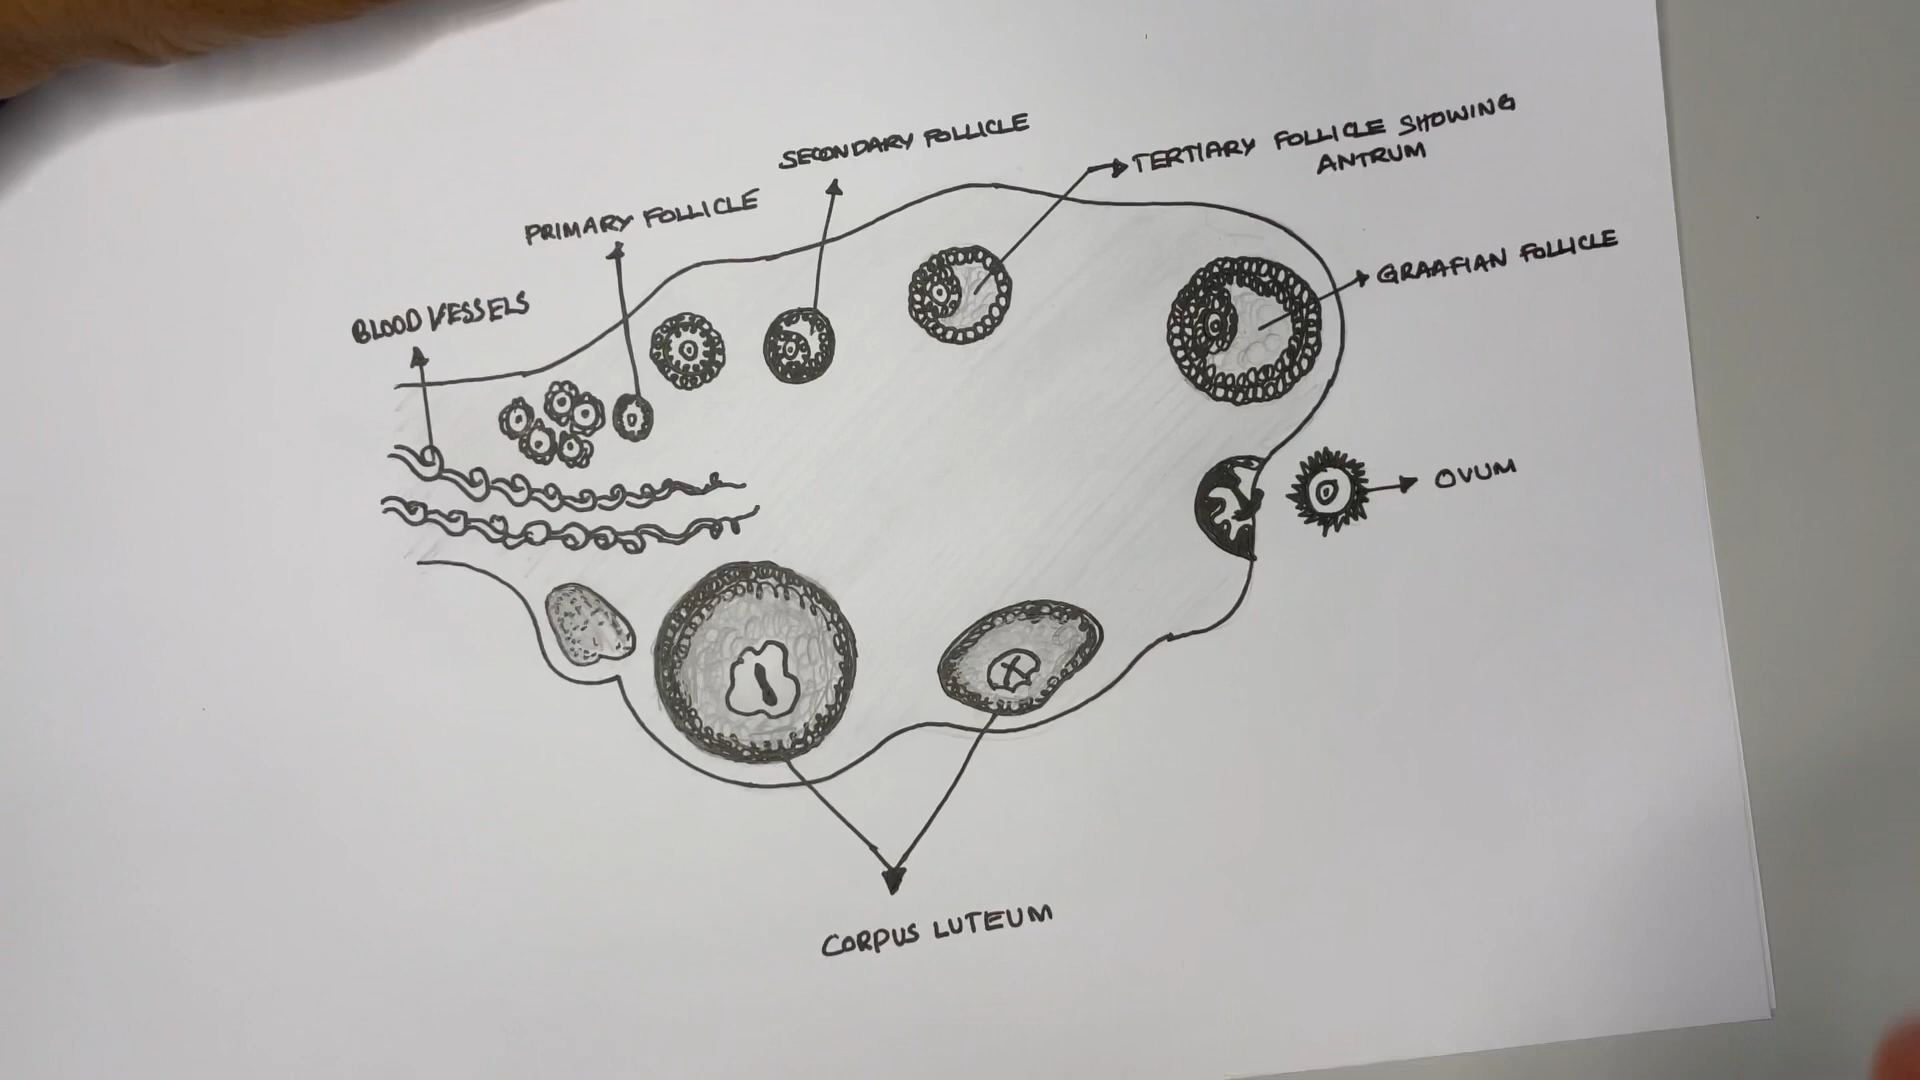 SECONDARY FOLLICLE
TERTIARY FOLLICLE SHOWING
ANTRUM
PRIMARY FOLLICLE
GRAAFIAN FOLLICLE
BLOOD VESSELS
OVUM
CORPUS LUTEUM